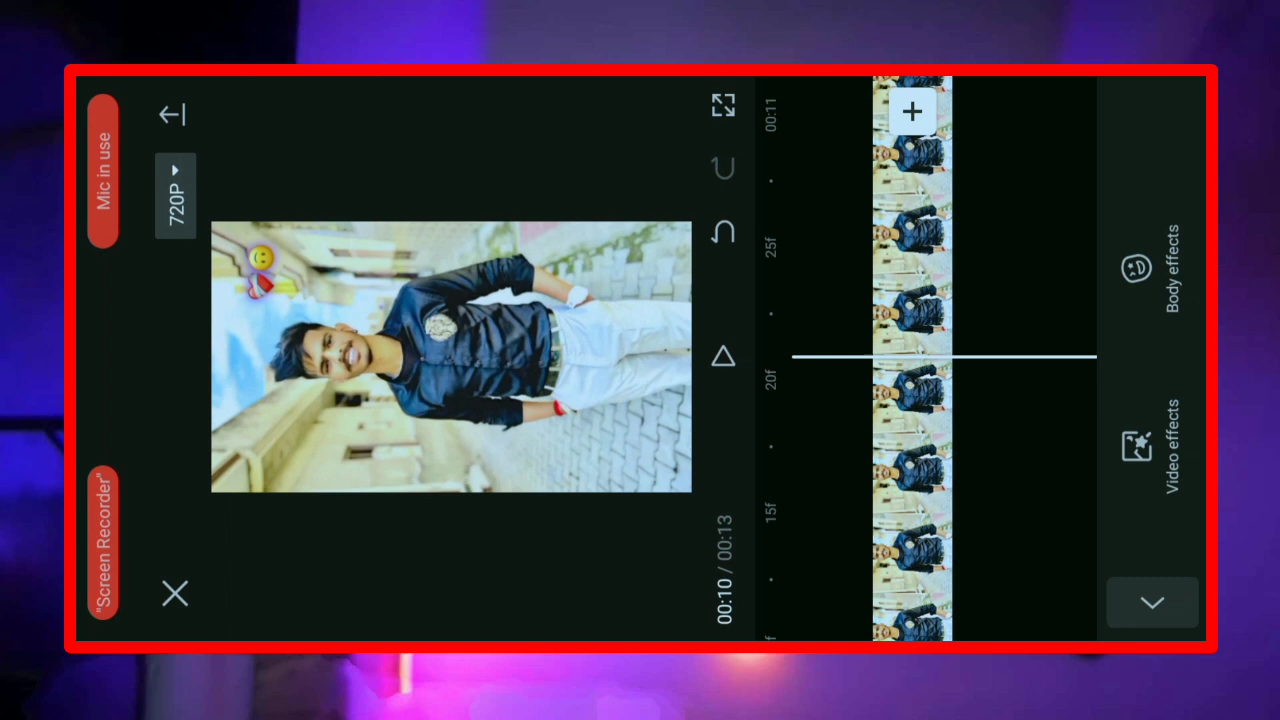 "Screen Recorder"
Mic in use
720P
00:10 / 00:13
f
15f
20f
25f
00:11
Video effects
Body effects